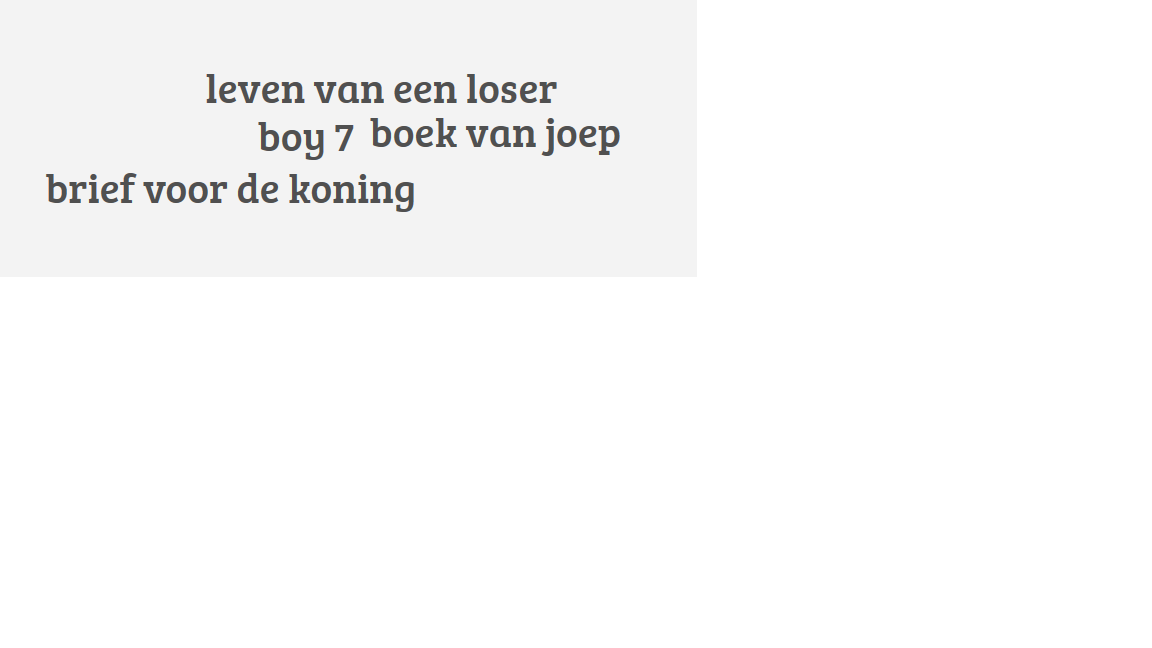 leven van een loser
boy 7 boek van joep
brief voor de koning